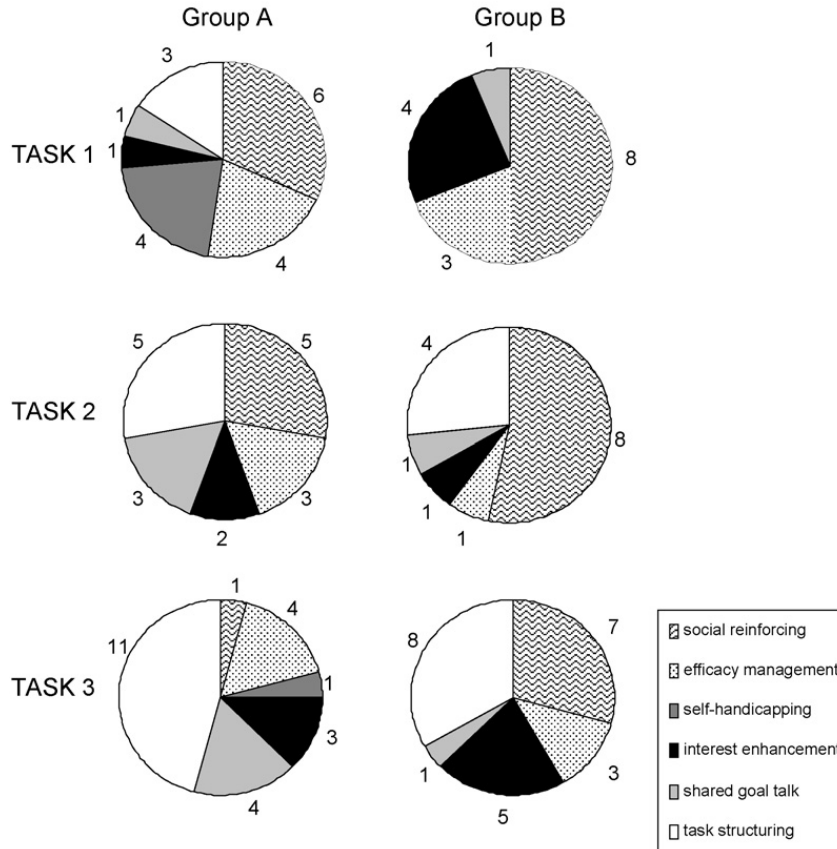 Group A
Group B
TASK 1
3
6
4
4
1
1
1
8
3
4
TASK 2
5
3
2
3
5
8
1
1
1
4
TASK 3
1
4
1
3
4
11
7
3
5
1
8
social reinforcing
efficacy management
self-handicapping
interest enhancement
shared goal talk
task structuring